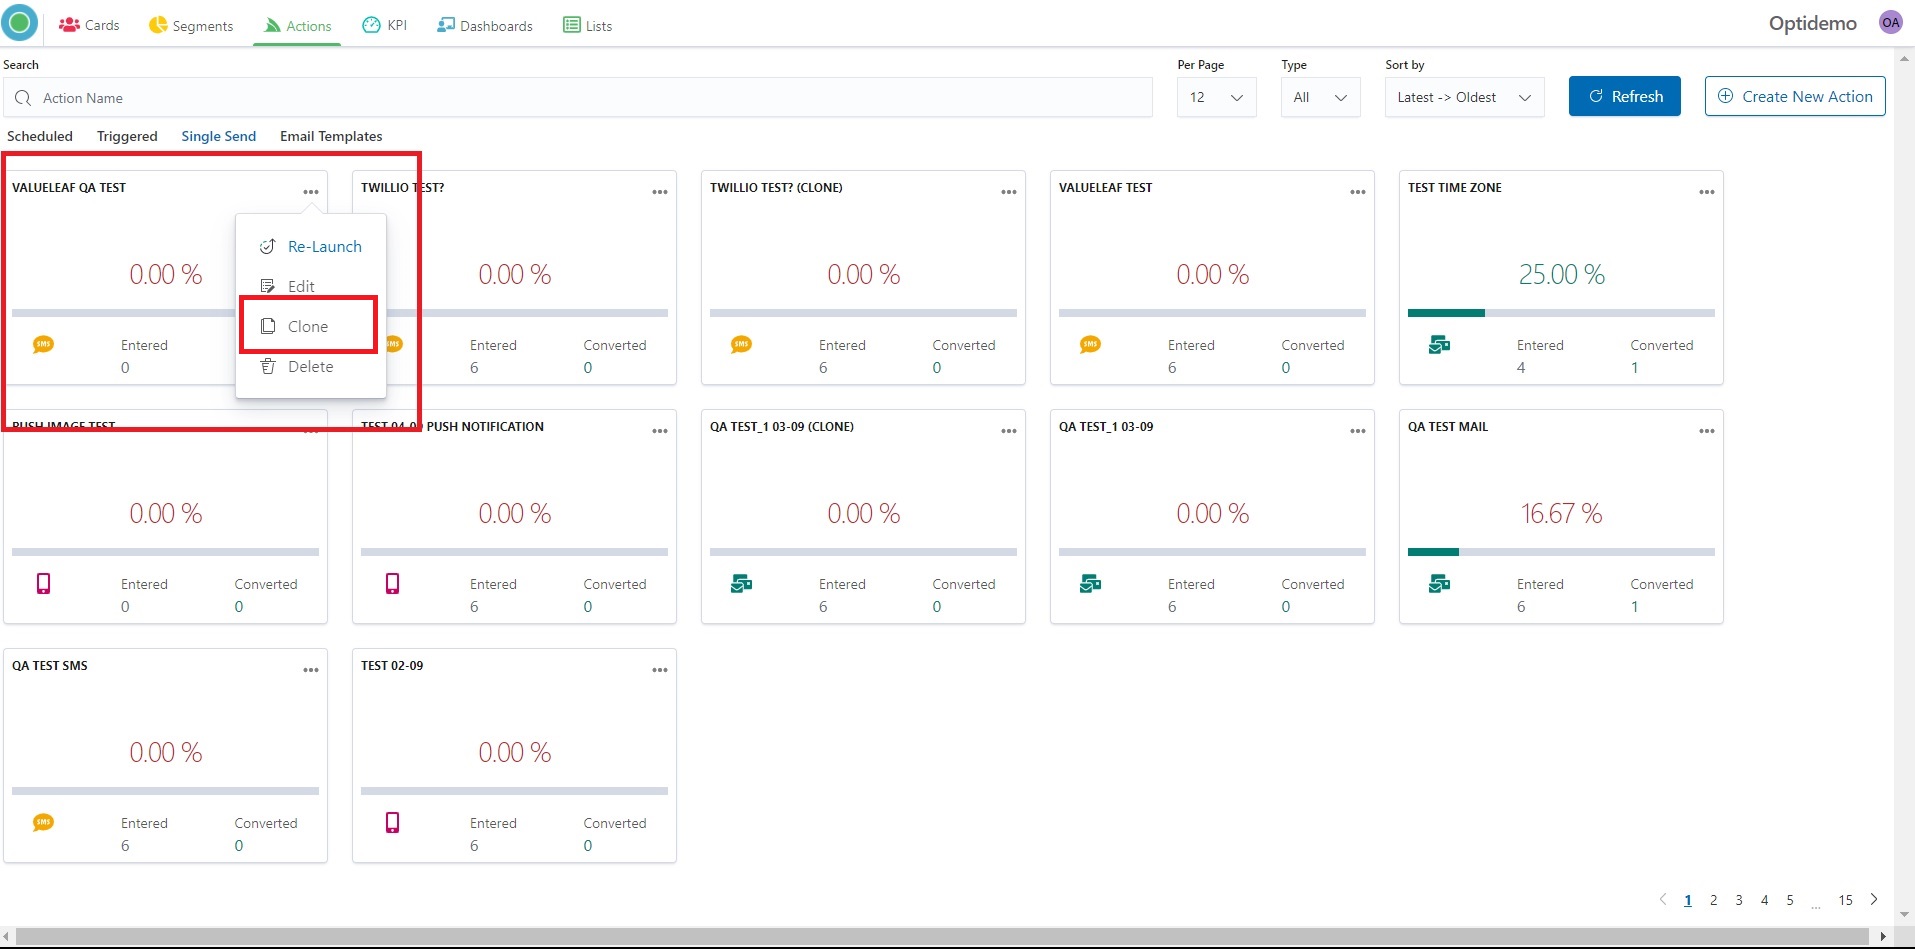 Cards Segments Actions KPI Dashboards Lists Optidemo OA
Search Per Page Type Sort by
Action Name 12 All Latest -> Oldest Refresh Create New Action
Scheduled Triggered Single Send Email Templates
VALUELEAF QA TEST TWILLIO TEST? TWILLIO TEST? (CLONE) VALUELEAF TEST TEST TIME ZONE
Re-Launch
Edit
Clone
Delete
0.00 % 0.00 % 0.00 % 0.00 % 25.00 %
SMS Entered SMS Entered Converted SMS Entered Converted SMS Entered Converted Entered Converted
0 6 0 6 0 6 0 4 1
PUSH IMAGE TEST TEST 04-09 PUSH NOTIFICATION QA TEST_1 03-09 (CLONE) QA TEST_1 03-09 QA TEST MAIL
0.00 % 0.00 % 0.00 % 0.00 % 16.67 %
Entered Converted Entered Converted Entered Converted Entered Converted Entered Converted
0 0 6 0 6 0 6 0 6 1
QA TEST SMS TEST 02-09
0.00 % 0.00 %
SMS Entered Converted Entered Converted
6 0 6 0
1 2 3 4 5 ... 15